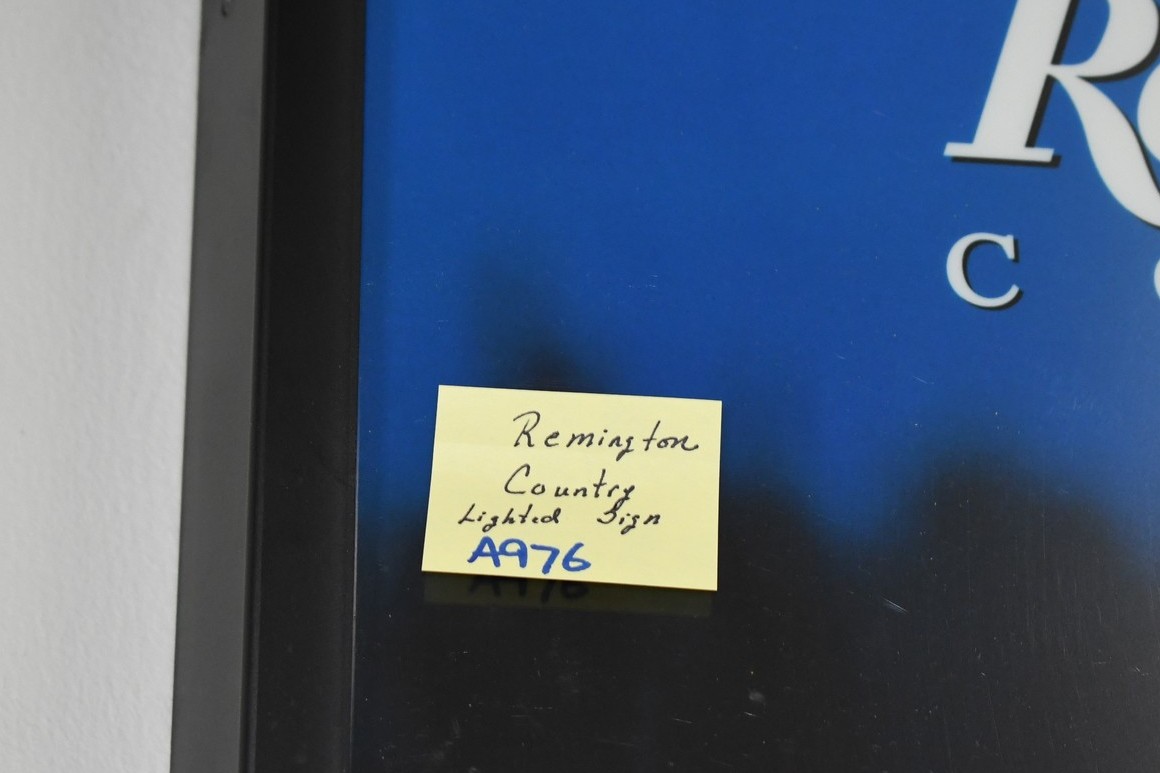 R
C
Remington
Country
Lighted Sign
A976